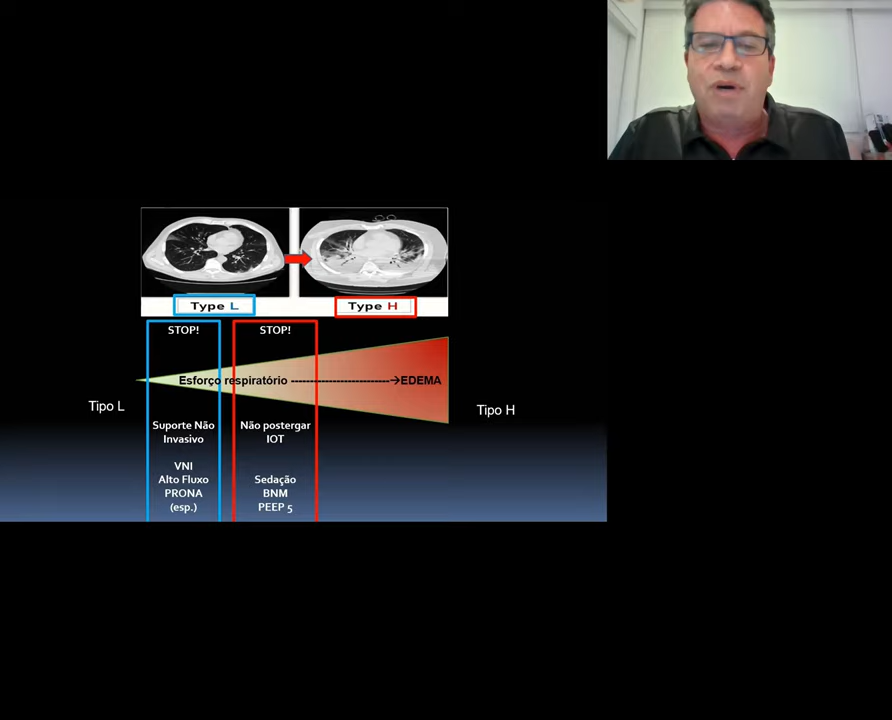 Type L
Type H
STOP!
STOP!
Esforço respiratório ----------------------------→EDEMA
Tipo L
Tipo H
Suporte Não
Invasivo
VNI
Alto Fluxo
PRONA
(esp.)
Não postergar
IOT
Sedação
BNM
PEEP 5